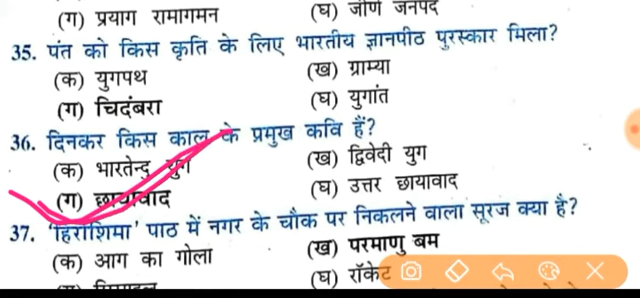 (ग) प्रयाग रामागमन (घ) जीर्ण जनपद
35. पंत को किस कृति के लिए भारतीय ज्ञानपीठ पुरस्कार मिला?
(क) युगपथ (ख) ग्राम्या
(ग) चिदंबरा (घ) युगांत
36. दिनकर किस काल के प्रमुख कवि हैं?
(क) भारतेन्दु युग (ख) द्विवेदी युग
(ग) छायावाद (घ) उत्तर छायावाद
37. 'हिरोशिमा' पाठ में नगर के चौक पर निकलने वाला सूरज क्या है?
(क) आग का गोला (ख) परमाणु बम
(घ) रॉकेट